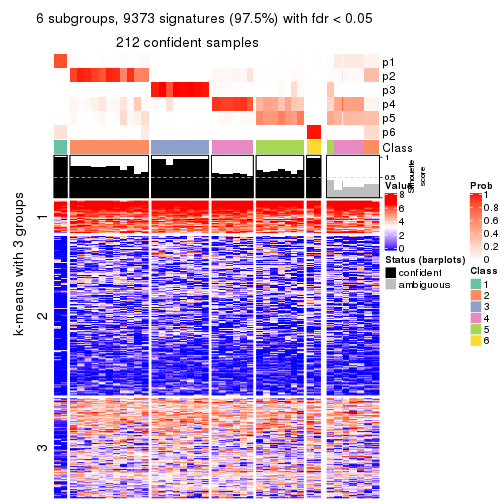 6 subgroups, 9373 signatures (97.5%) with fdr < 0.05
212 confident samples
p1
p2
p3
p4
p5
p6
Class
1
0.5
0
Silhouette
score
k-means with 3 groups
1
2
3
Value
8
6
4
2
0
Status (barplots)
confident
ambiguous
Prob
1
0.8
0.6
0.4
0.2
0
Class
1
2
3
4
5
6